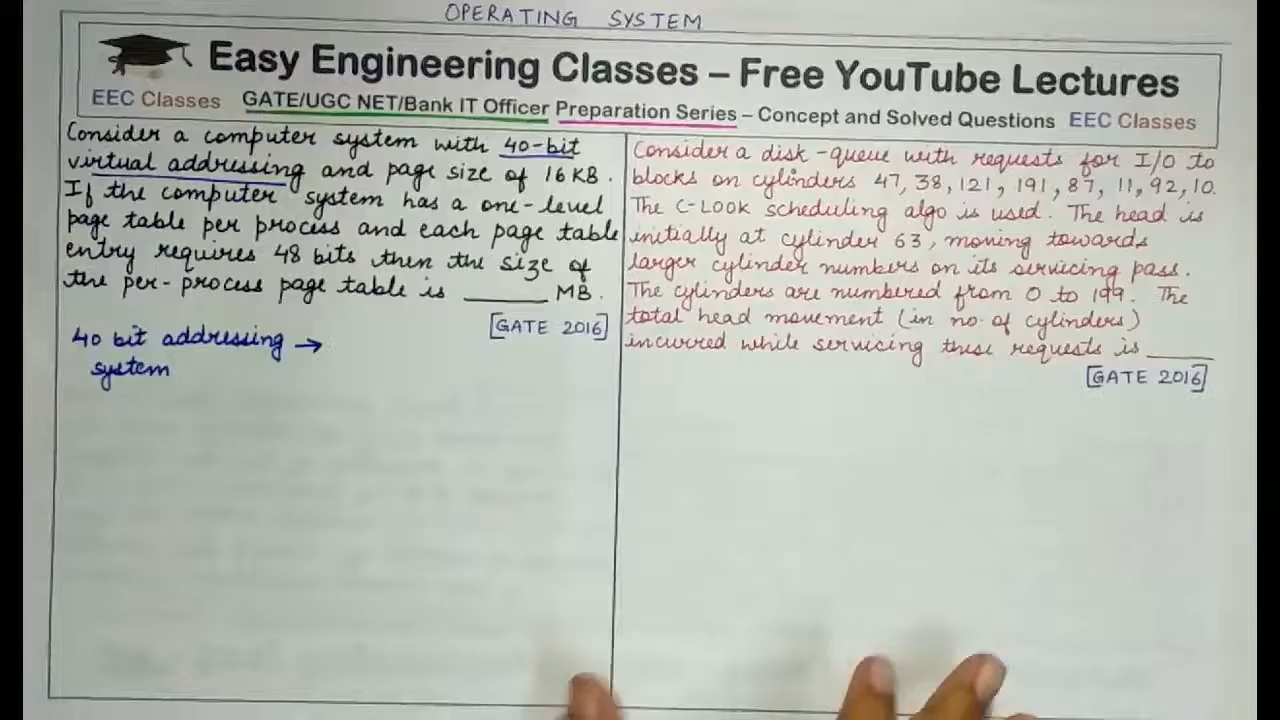 OPERATING SYSTEM
Easy Engineering Classes – Free YouTube Lectures
EEC Classes GATE/UGC NET/Bank IT Officer Preparation Series – Concept and Solved Questions EEC Classes
Consider a computer system with 40-bit
virtual addressing and page size of 16 KB.
If the computer system has a one-level
page table per process and each page table
entry requires 48 bits then the size of
the per-process page table is ______ MB.
[GATE 2016]
40 bit addressing →
system
Consider a disk-queue with requests for I/O to
blocks on cylinders 47, 38, 121, 191, 87, 11, 92, 10.
The C-LOOK scheduling algo is used. The head is
initially at cylinder 63, moving towards
larger cylinder numbers on its servicing pass.
The cylinders are numbered from 0 to 199. The
total head movement (in no. of cylinders)
incurred while servicing these requests is ______
[GATE 2016]